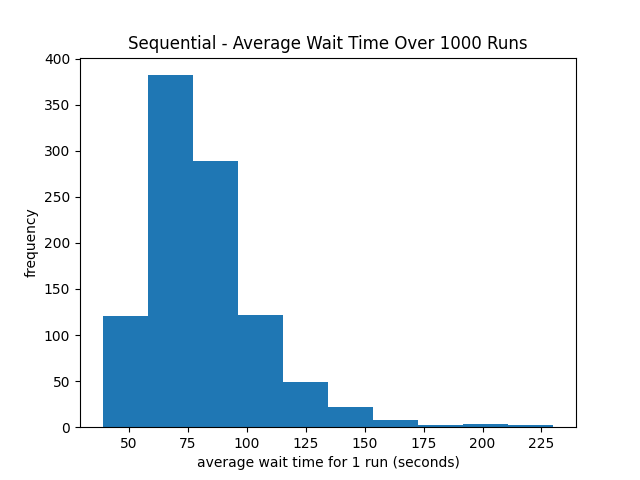 Sequential - Average Wait Time Over 1000 Runs
400
350
300
250
200
150
100
50
0
frequency
50 75 100 125 150 175 200 225
average wait time for 1 run (seconds)